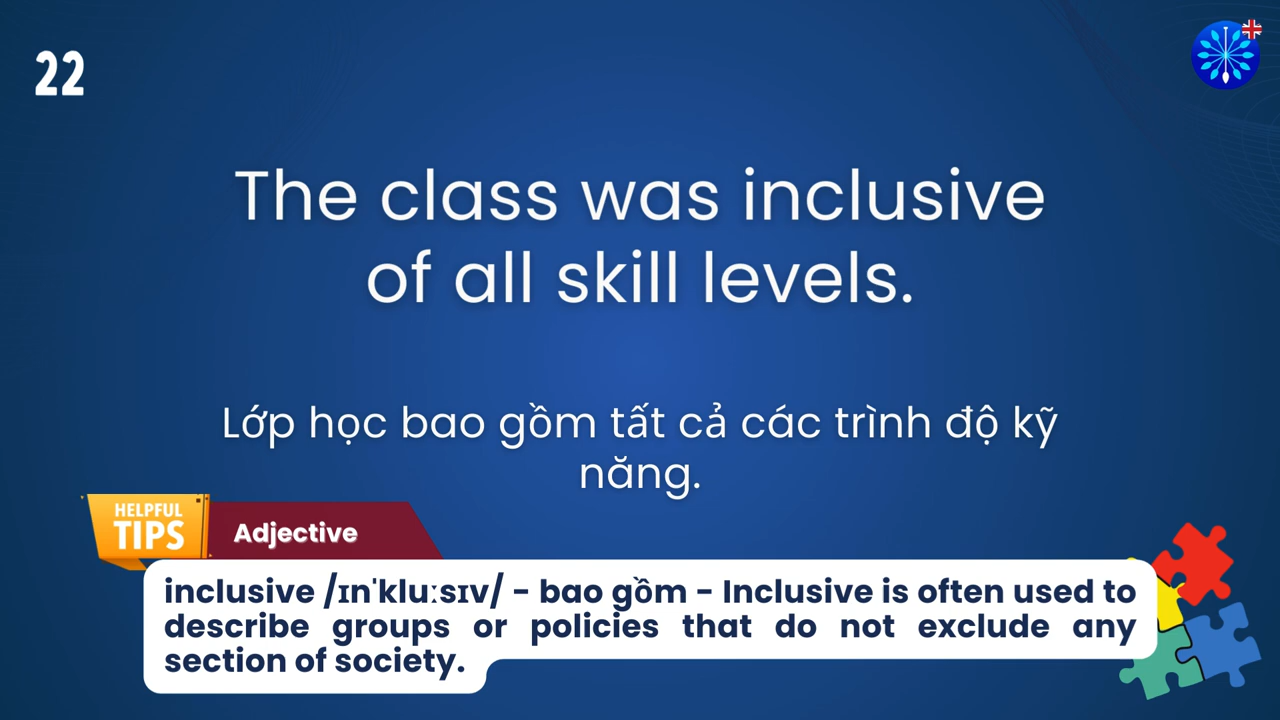 22
The class was inclusive
of all skill levels.
Lớp học bao gồm tất cả các trình độ kỹ
năng.
HELPFUL
TIPS
Adjective
inclusive /ɪnˈkluːsɪv/ - bao gồm - Inclusive is often used to
describe groups or policies that do not exclude any
section of society.